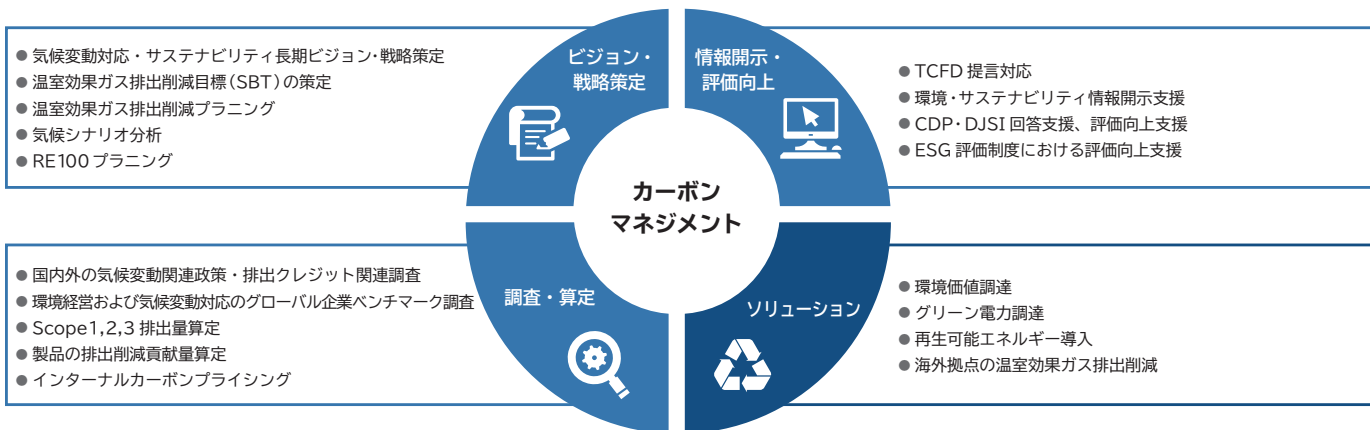 ● 気候変動対応・サステナビリティ長期ビジョン・戦略策定
● 温室効果ガス排出削減目標(SBT)の策定
● 温室効果ガス排出削減プラニング
● 気候シナリオ分析
● RE100 プラニング
ビジョン・
戦略策定
情報開示・
評価向上
● TCFD 提言対応
● 環境・サステナビリティ情報開示支援
● CDP・DJSI 回答支援、評価向上支援
● ESG 評価制度における評価向上支援
カーボン
マネジメント
● 国内外の気候変動関連政策・排出クレジット関連調査
● 環境経営および気候変動対応のグローバル企業ベンチマーク調査
● Scope1,2,3 排出量算定
● 製品の排出削減貢献量算定
● インターナルカーボンプライシング
調査・算定
ソリューション
● 環境価値調達
● グリーン電力調達
● 再生可能エネルギー導入
● 海外拠点の温室効果ガス排出削減